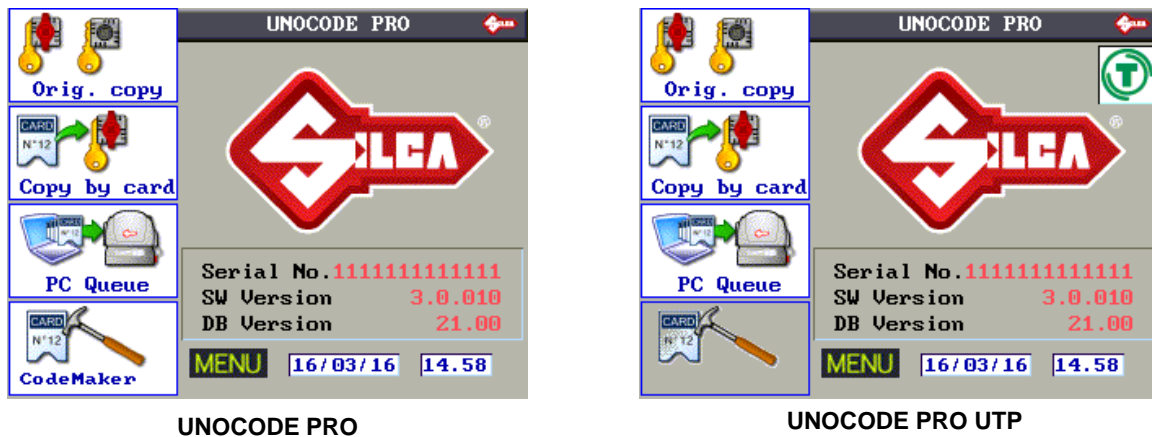 UNOCODE PRO
Orig. copy
CARD
N°12
Copy by card
CARD
N°12
PC Queue
CARD
N°12
CodeMaker
SILCA
®
Serial No.1111111111111
SW Version 3.0.010
DB Version 21.00
MENU 16/03/16 14.58
UNOCODE PRO
UNOCODE PRO
T
Orig. copy
CARD
N°12
Copy by card
CARD
N°12
PC Queue
CARD
N°12
SILCA
®
Serial No.1111111111111
SW Version 3.0.010
DB Version 21.00
MENU 16/03/16 14.58
UNOCODE PRO UTP